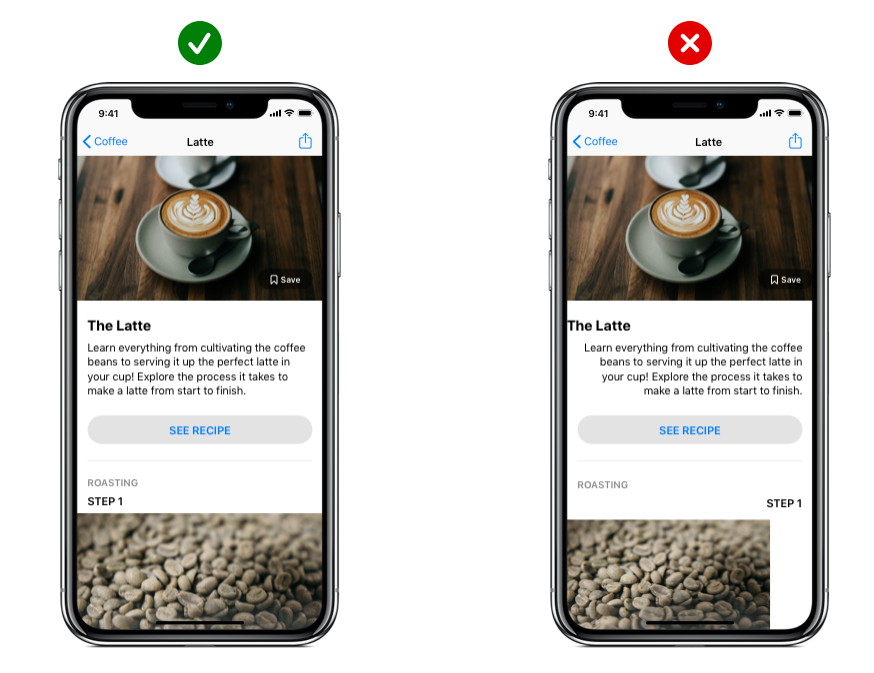 9:41
Coffee
Latte
Save
The Latte
Learn everything from cultivating the coffee
beans to serving it up the perfect latte in
your cup! Explore the process it takes to
make a latte from start to finish.
SEE RECIPE
ROASTING
STEP 1
9:41
Coffee
Latte
Save
The Latte
Learn everything from cultivating the coffee
beans to serving it up the perfect latte in
your cup! Explore the process it takes to
make a latte from start to finish.
SEE RECIPE
ROASTING
STEP 1